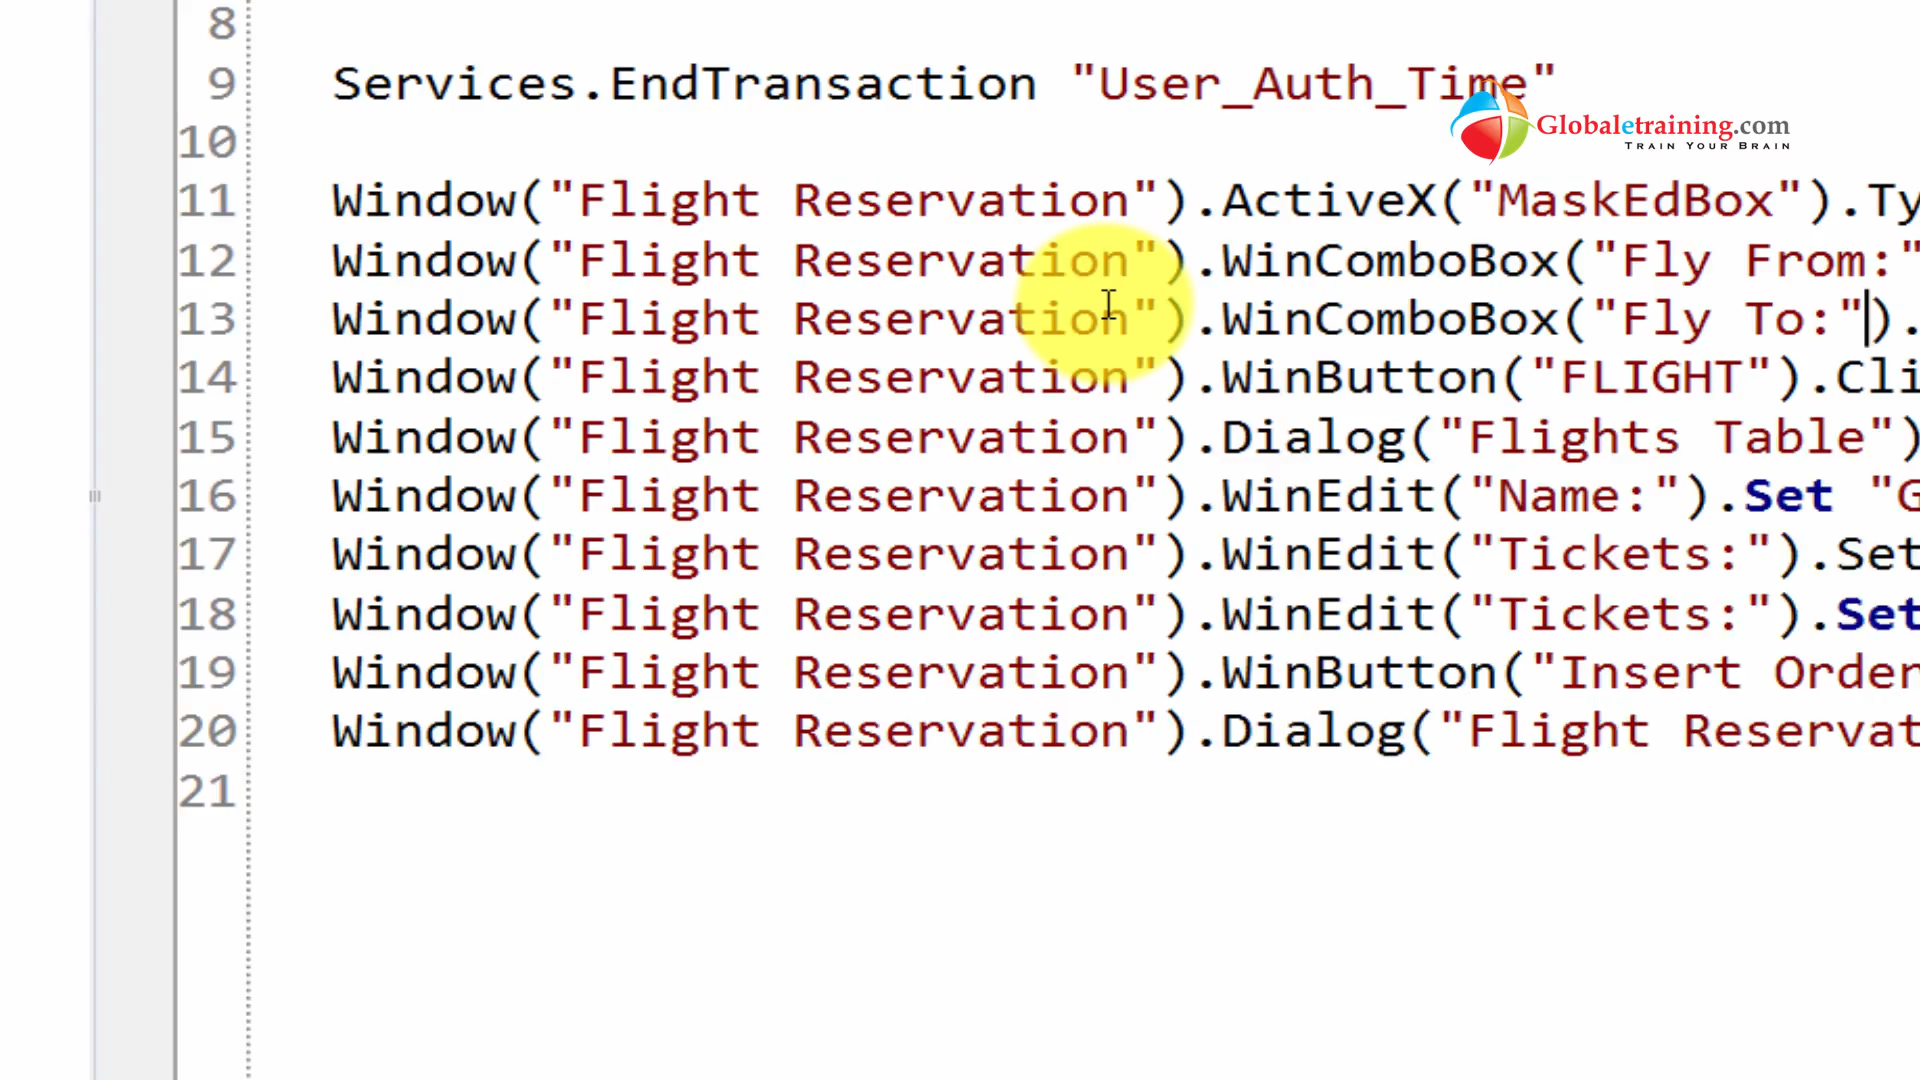 8
9 Services.EndTransaction "User_Auth_Time"
Globaletraining.com
TRAIN YOUR BRAIN
10
11 Window("Flight Reservation").ActiveX("MaskEdBox").Ty
12 Window("Flight Reservation").WinComboBox("Fly From:"
13 Window("Flight Reservation").WinComboBox("Fly To:").
14 Window("Flight Reservation").WinButton("FLIGHT").Cli
15 Window("Flight Reservation").Dialog("Flights Table")
16 Window("Flight Reservation").WinEdit("Name:").Set "G
17 Window("Flight Reservation").WinEdit("Tickets:").Set
18 Window("Flight Reservation").WinEdit("Tickets:").Set
19 Window("Flight Reservation").WinButton("Insert Order
20 Window("Flight Reservation").Dialog("Flight Reservat
21